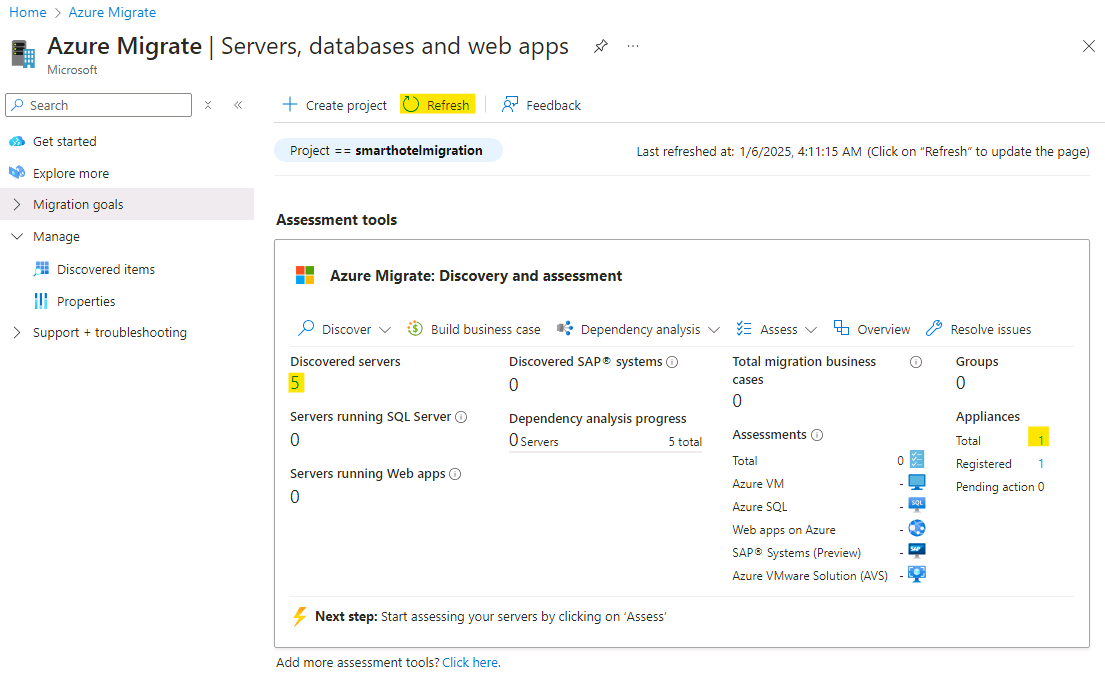 Home > Azure Migrate
Azure Migrate | Servers, databases and web apps
Microsoft
Search
Get started
Explore more
Migration goals
Manage
Discovered items
Properties
Support + troubleshooting
Create project
Refresh
Feedback
Project == smarthotelmigration
Last refreshed at: 1/6/2025, 4:11:15 AM (Click on "Refresh" to update the page)
Assessment tools
Azure Migrate: Discovery and assessment
Discover
Build business case
Dependency analysis
Assess
Overview
Resolve issues
Discovered servers
5
Servers running SQL Server
0
Servers running Web apps
0
Discovered SAP® systems
0
Dependency analysis progress
0 Servers 5 total
Total migration business
cases
0
Assessments
Total 0
Azure VM -
Azure SQL -
SQL
Web apps on Azure -
SAP® Systems (Preview) -
SAP
Azure VMware Solution (AVS) -
Groups
0
Appliances
Total 1
Registered 1
Pending action 0
Next step: Start assessing your servers by clicking on 'Assess'
Add more assessment tools? Click here.